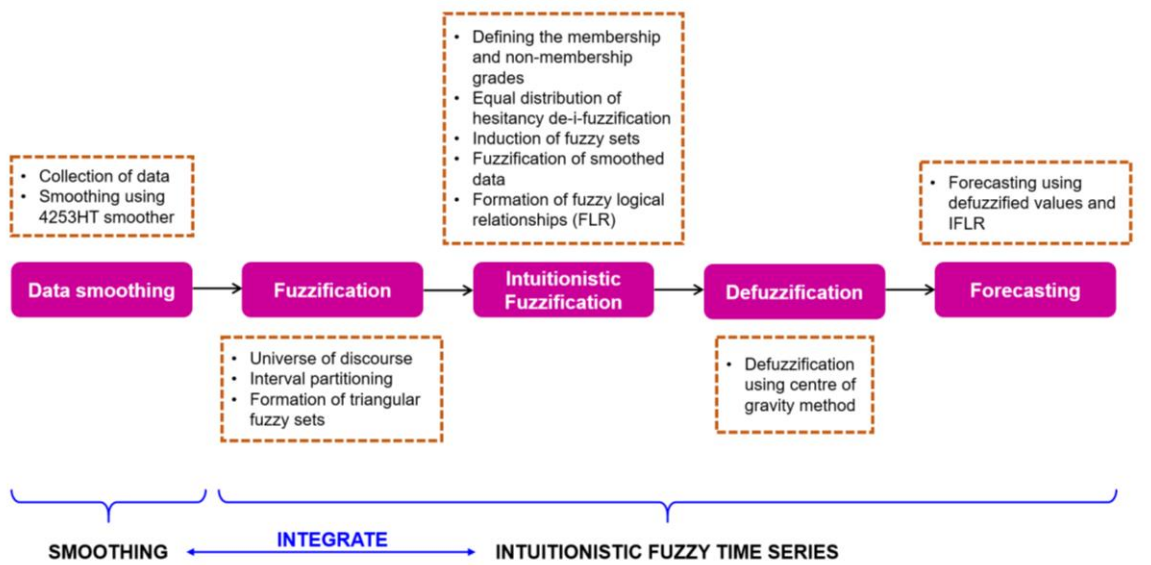 • Defining the membership
and non-membership
grades
• Equal distribution of
hesitancy de-i-fuzzification
• Induction of fuzzy sets
• Fuzzification of smoothed
data
• Formation of fuzzy logical
relationships (FLR)
• Collection of data
• Smoothing using
4253HT smoother
• Forecasting using
defuzzified values and
IFLR
Data smoothing
Fuzzification
Intuitionistic
Fuzzification
Defuzzification
Forecasting
• Universe of discourse
• Interval partitioning
• Formation of triangular
fuzzy sets
• Defuzzification
using centre of
gravity method
SMOOTHING
INTEGRATE
INTUITIONISTIC FUZZY TIME SERIES